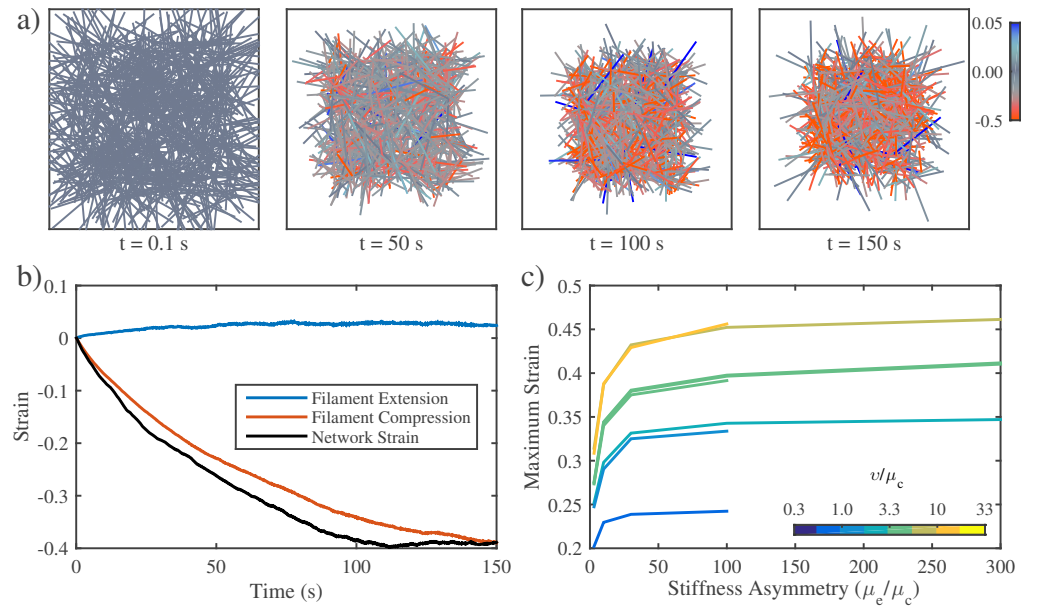 a)
0.05
0.00
-0.5
t = 0.1 s
t = 50 s
t = 100 s
t = 150 s
b)
0.1
0
-0.1
-0.2
-0.3
-0.4
Strain
Filament Extension
Filament Compression
Network Strain
0
50
100
150
Time (s)
c)
0.5
0.45
0.4
0.35
0.3
0.25
0.2
Maximum Strain
υ/μc
0.3
1.0
3.3
10
33
0
50
100
150
200
250
300
Stiffness Asymmetry (μe/μc)